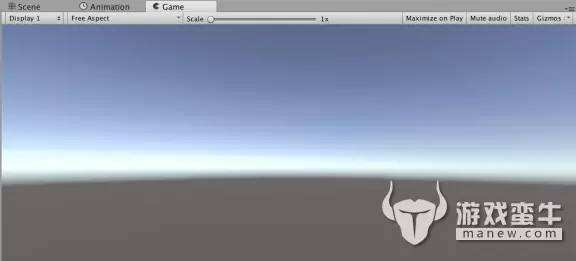 Scene Animation Game
Display 1 Free Aspect Scale 1x Maximize on Play Mute audio Stats Gizmos
游戏蛮牛
manew.com